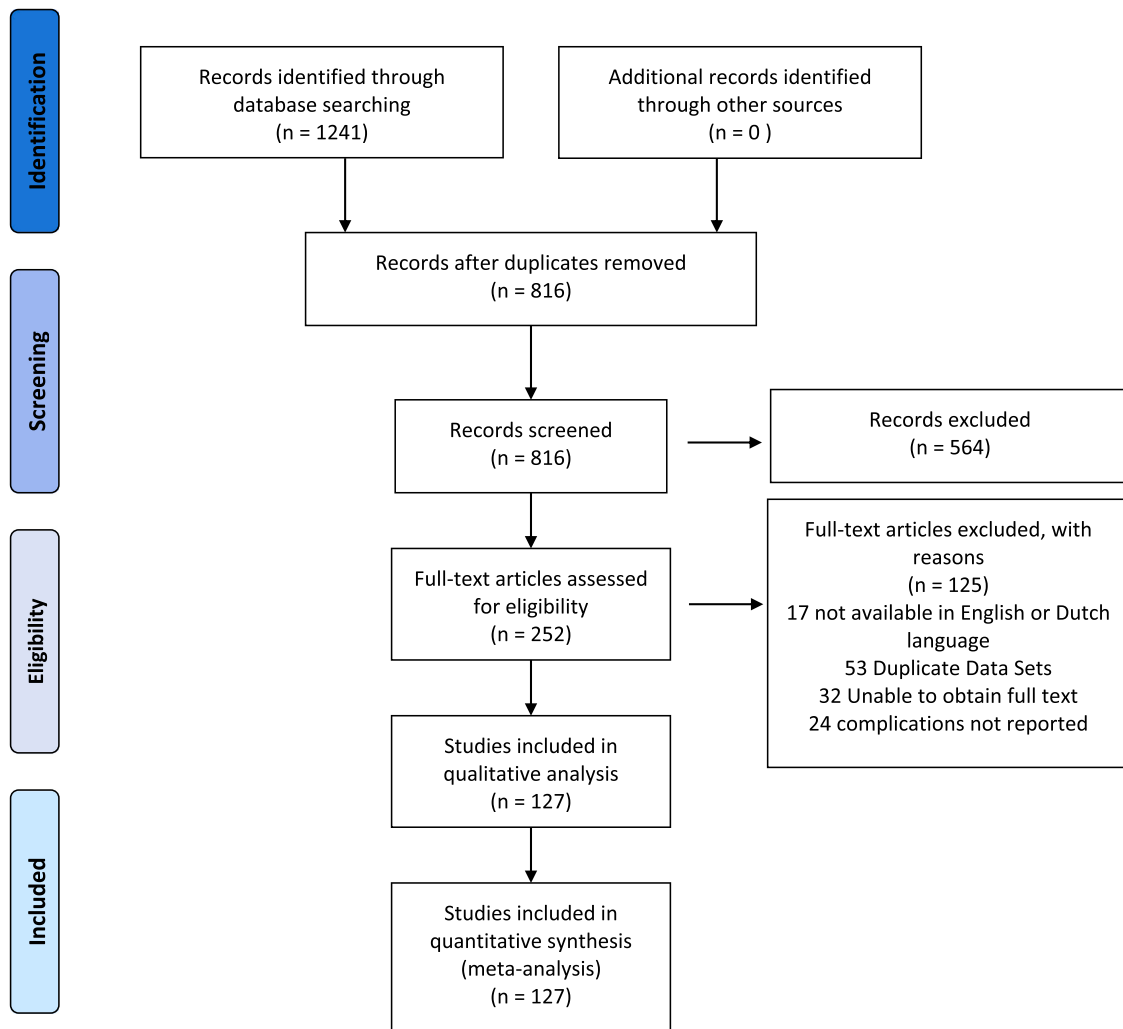 Identification
Records identified through
database searching
(n = 1241)
Additional records identified
through other sources
(n = 0 )
Records after duplicates removed
(n = 816)
Screening
Records screened
(n = 816)
Records excluded
(n = 564)
Eligibility
Full-text articles assessed
for eligibility
(n = 252)
Full-text articles excluded, with
reasons
(n = 125)
17 not available in English or Dutch
language
53 Duplicate Data Sets
32 Unable to obtain full text
24 complications not reported
Studies included in
qualitative analysis
(n = 127)
Included
Studies included in
quantitative synthesis
(meta-analysis)
(n = 127)